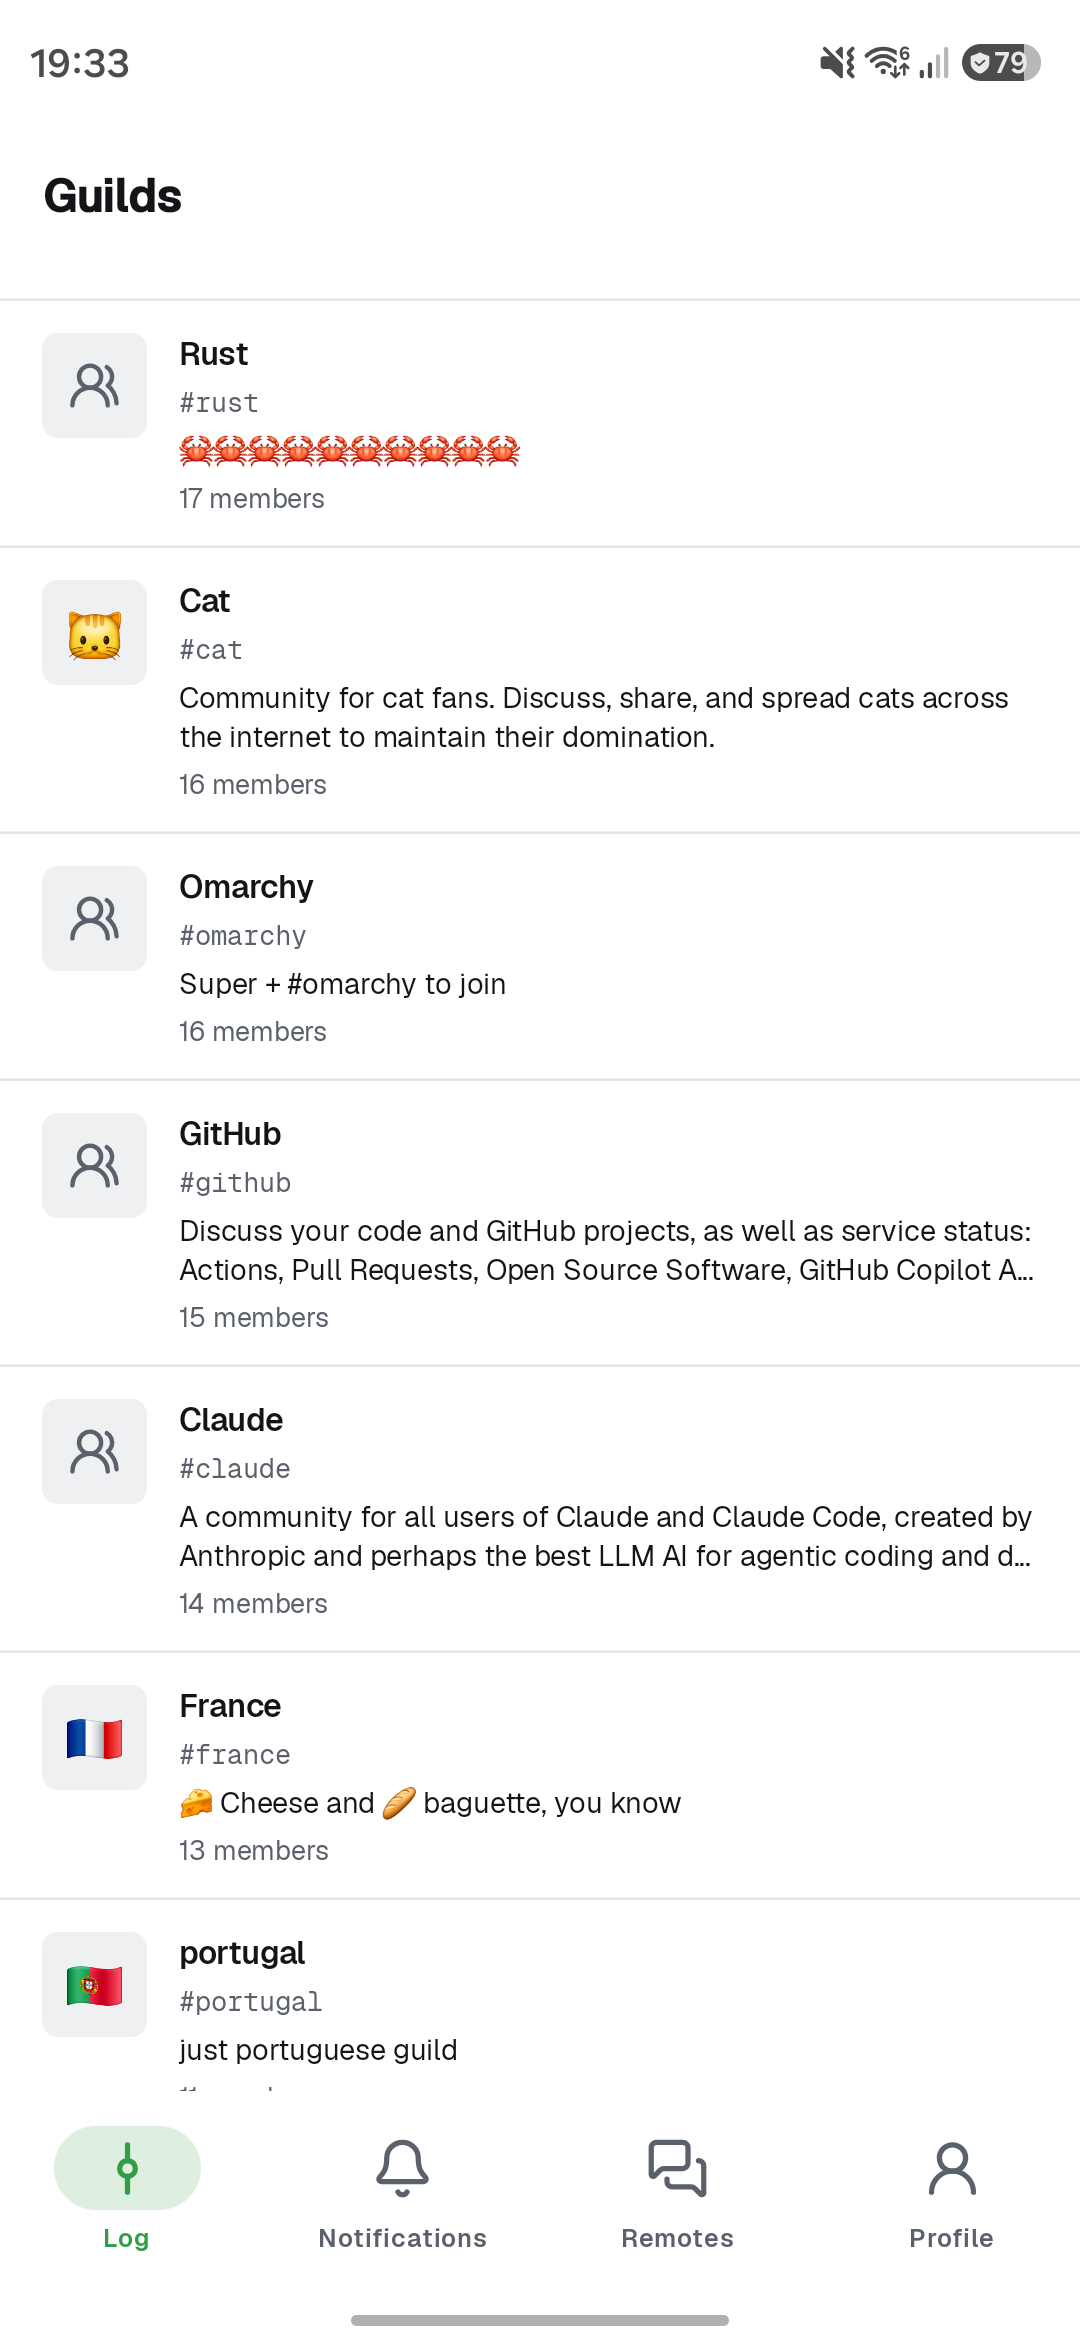 19:33
6
79
Guilds
Rust
#rust
🦀🦀🦀🦀🦀🦀🦀🦀🦀🦀
17 members
Cat
#cat
Community for cat fans. Discuss, share, and spread cats across
the internet to maintain their domination.
16 members
Omarchy
#omarchy
Super + #omarchy to join
16 members
GitHub
#github
Discuss your code and GitHub projects, as well as service status:
Actions, Pull Requests, Open Source Software, GitHub Copilot A...
15 members
Claude
#claude
A community for all users of Claude and Claude Code, created by
Anthropic and perhaps the best LLM AI for agentic coding and d...
14 members
France
#france
🧀 Cheese and 🥖 baguette, you know
13 members
portugal
#portugal
just portuguese guild
Log
Notifications
Remotes
Profile